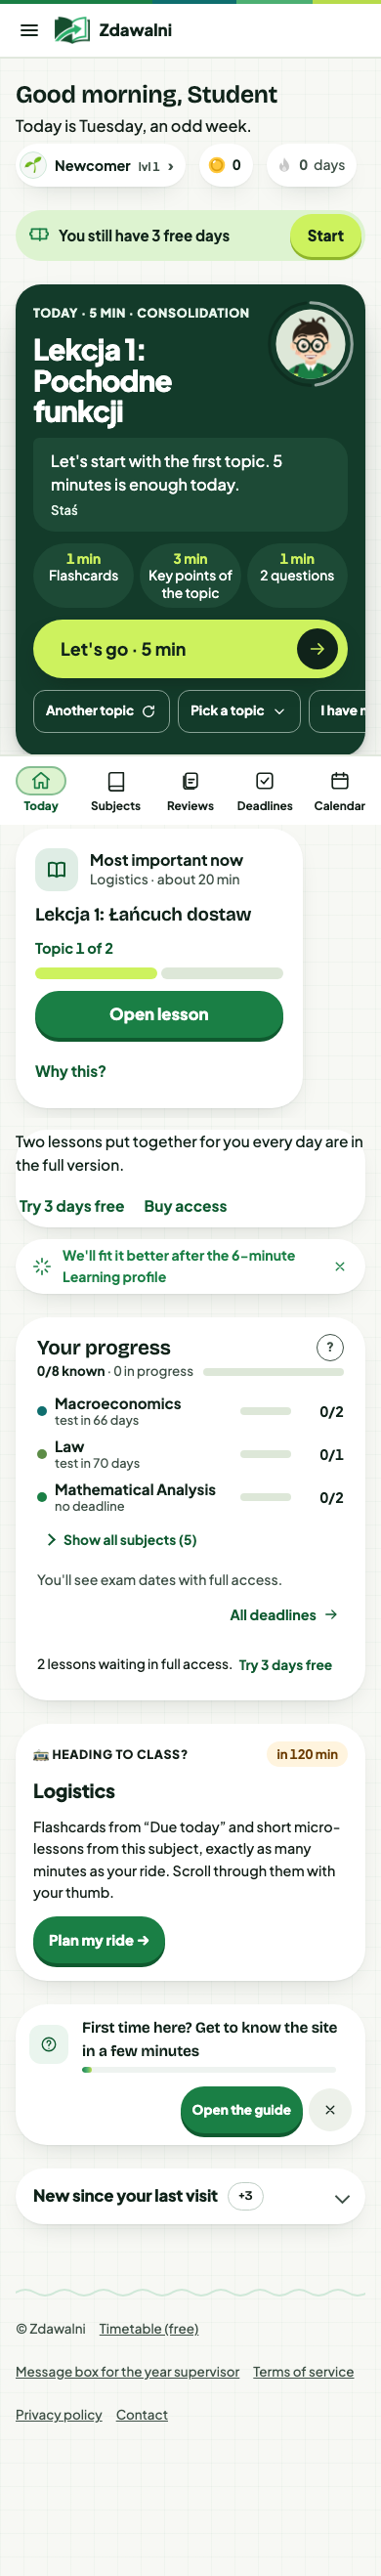 Zdawalni
Good morning, Student
Today is Tuesday, an odd week.
Newcomer lvl 1 ›
0
0 days
You still have 3 free days
Start
TODAY · 5 MIN · CONSOLIDATION
Lekcja 1:
Pochodne
funkcji
Let's start with the first topic. 5
minutes is enough today.
Staś
1 min
Flashcards
3 min
Key points of
the topic
1 min
2 questions
Let's go · 5 min
Another topic
Pick a topic
I have
Today
Subjects
Reviews
Deadlines
Calendar
Most important now
Logistics · about 20 min
Lekcja 1: Łańcuch dostaw
Topic 1 of 2
Open lesson
Why this?
Two lessons put together for you every day are in
the full version.
Try 3 days free
Buy access
We'll fit it better after the 6-minute
Learning profile
Your progress
?
0/8 known · 0 in progress
Macroeconomics
test in 66 days
0/2
Law
test in 70 days
0/1
Mathematical Analysis
no deadline
0/2
Show all subjects (5)
You'll see exam dates with full access.
All deadlines →
2 lessons waiting in full access. Try 3 days free
HEADING TO CLASS?
in 120 min
Logistics
Flashcards from “Due today” and short micro-
lessons from this subject, exactly as many
minutes as your ride. Scroll through them with
your thumb.
Plan my ride →
First time here? Get to know the site
in a few minutes
Open the guide
New since your last visit
+3
© Zdawalni Timetable (free)
Message box for the year supervisor Terms of service
Privacy policy Contact